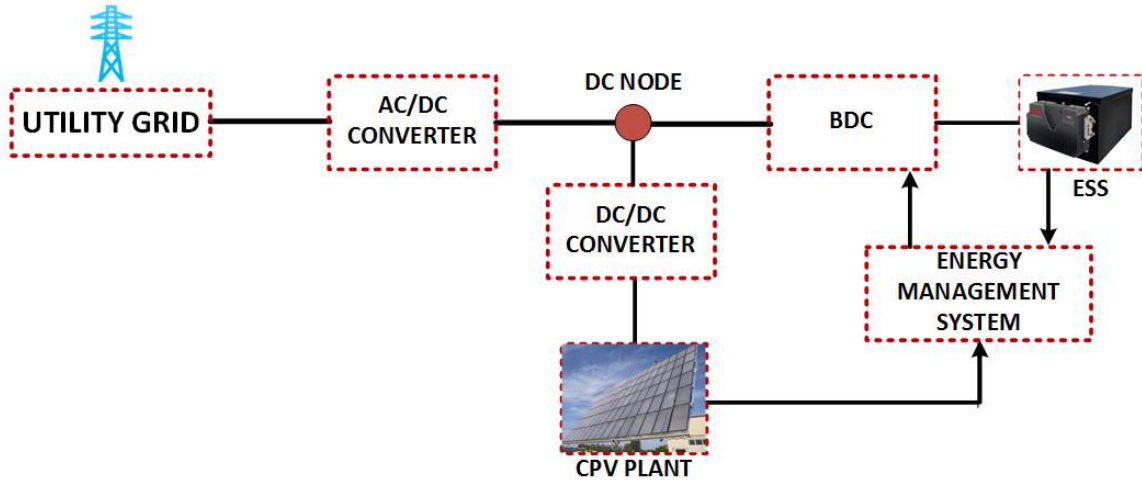 UTILITY GRID
AC/DC
CONVERTER
DC NODE
BDC
ESS
DC/DC
CONVERTER
ENERGY
MANAGEMENT
SYSTEM
CPV PLANT